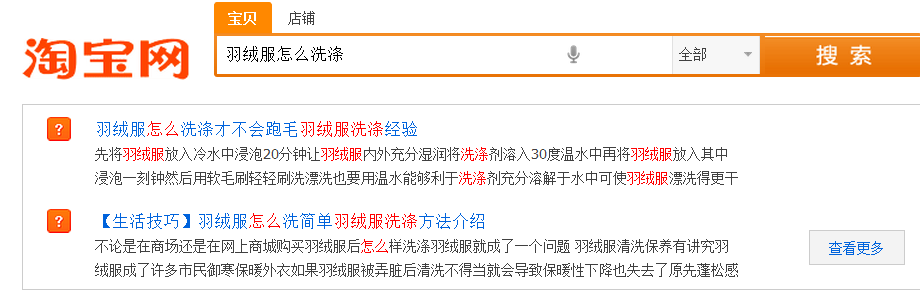 宝贝 店铺
淘宝网 羽绒服怎么洗涤 全部 搜 索
? 羽绒服怎么洗涤才不会跑毛羽绒服洗涤经验
先将羽绒服放入冷水中浸泡20分钟让羽绒服内外充分湿润将洗涤剂溶入30度温水中再将羽绒服放入其中
浸泡一刻钟然后用软毛刷轻轻刷洗漂洗也要用温水能够利于洗涤剂充分溶解于水中可使羽绒服漂洗得更干
? 【生活技巧】羽绒服怎么洗简单羽绒服洗涤方法介绍
不论是在商场还是在网上商城购买羽绒服后怎么样洗涤羽绒服就成了一个问题 羽绒服清洗保养有讲究羽
绒服成了许多市民御寒保暖外衣如果羽绒服被弄脏后清洗不得当就会导致保暖性下降也失去了原先蓬松感
查看更多